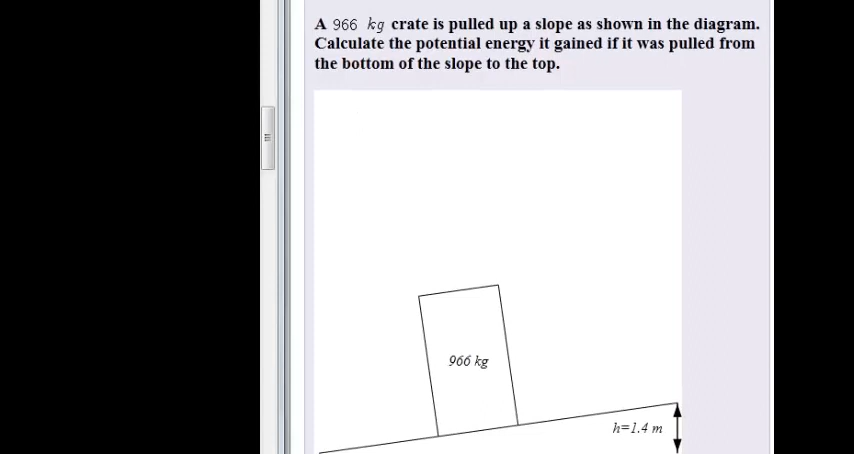 A 966 kg crate is pulled up a slope as shown in the diagram.
Calculate the potential energy it gained if it was pulled from
the bottom of the slope to the top.
966 kg
h=1.4 m